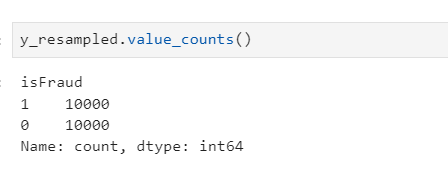 y_resampled.value_counts()
isFraud
1    10000
0    10000
Name: count, dtype: int64